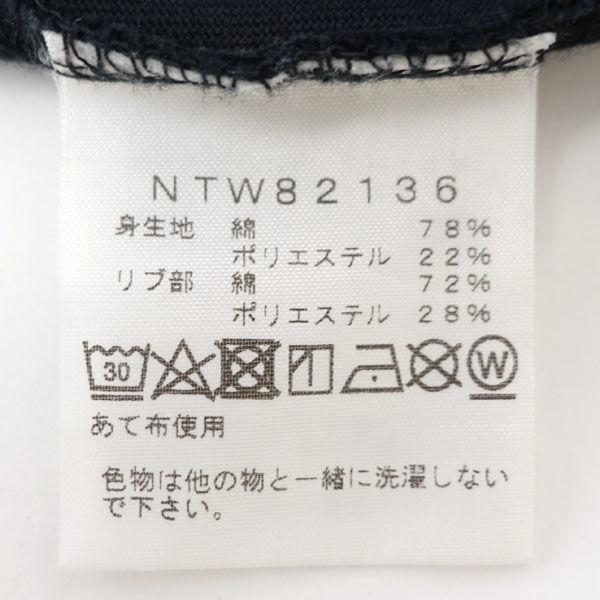 NTW82136
身生地 綿 78%
ポリエステル 22%
リブ部 綿 72%
ポリエステル 28%
30 W
あて布使用
色物は他の物と一緒に洗濯しない
で下さい。